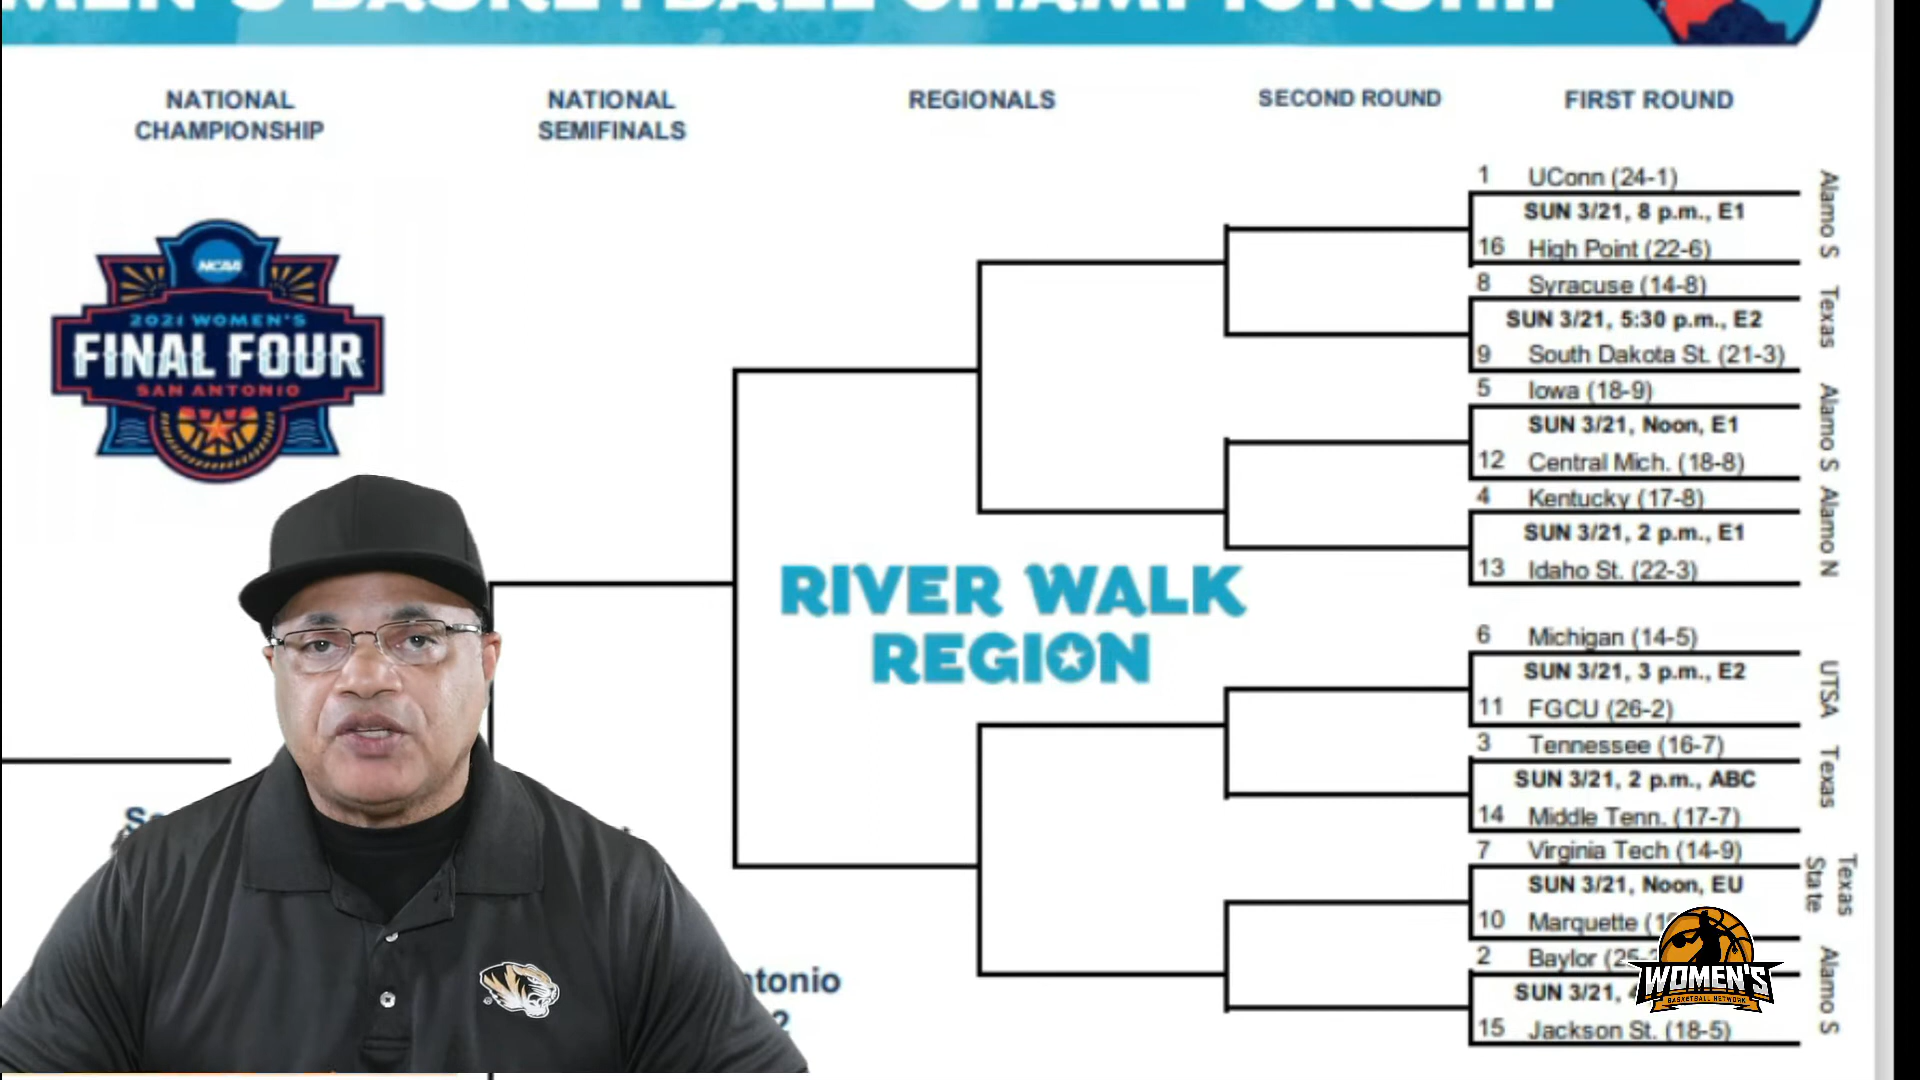 MEN'S BASKETBALL CHAMPIONSHIP
NATIONAL
CHAMPIONSHIP
NATIONAL
SEMIFINALS
REGIONALS
SECOND ROUND
FIRST ROUND
NCAA
2021 WOMEN'S
FINAL FOUR
SAN ANTONIO
RIVER WALK
REGION
1 UConn (24-1)
SUN 3/21, 8 p.m., E1
16 High Point (22-6)
Alamo S
8 Syracuse (14-8)
SUN 3/21, 5:30 p.m., E2
9 South Dakota St. (21-3)
Texas
5 Iowa (18-9)
SUN 3/21, Noon, E1
12 Central Mich. (18-8)
Alamo S
4 Kentucky (17-8)
SUN 3/21, 2 p.m., E1
13 Idaho St. (22-3)
Alamo N
6 Michigan (14-5)
SUN 3/21, 3 p.m., E2
11 FGCU (26-2)
UTSA
3 Tennessee (16-7)
SUN 3/21, 2 p.m., ABC
14 Middle Tenn. (17-7)
Texas
7 Virginia Tech (14-9)
SUN 3/21, Noon, EU
10 Marquette
Texas
State
2 Baylor
SUN 3/21,
15 Jackson St. (18-5)
Alamo S
ntonio
2
WOMEN'S
BASKETBALL NETWORK